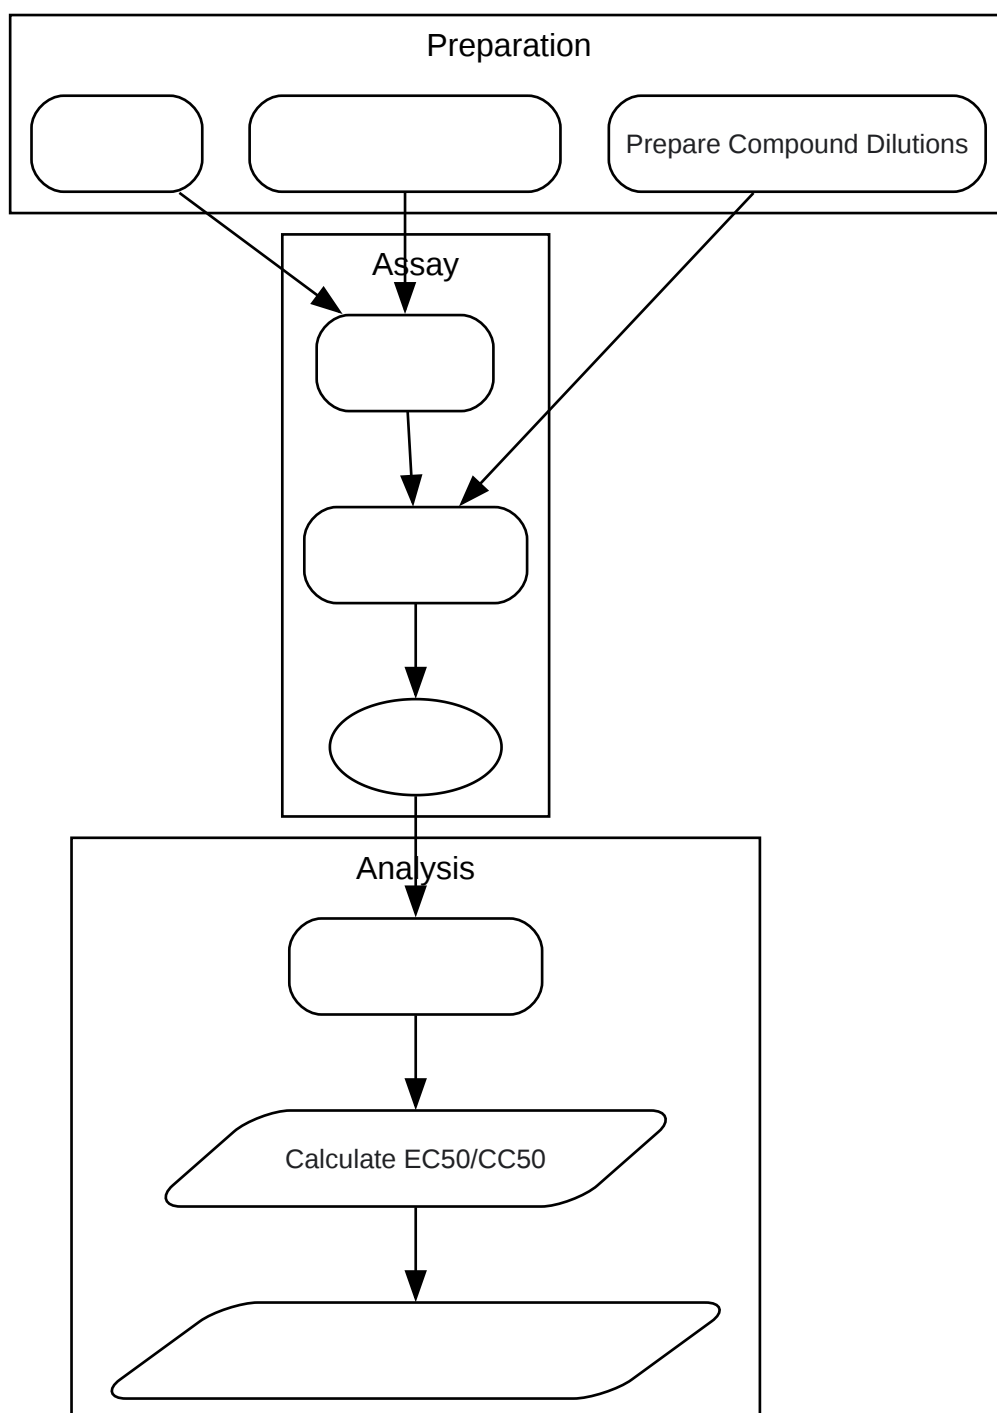 Preparation
Prepare Compound Dilutions
Assay
Analysis
Calculate EC50/CC50